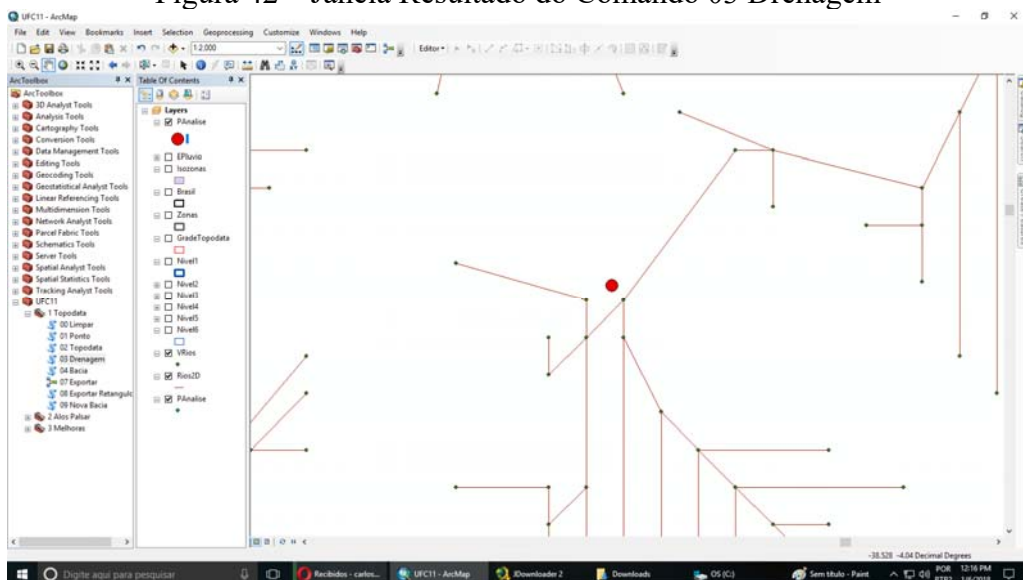 Figura 42 – Janela Resultado do Comando 03 Drenagem
UFC11 - ArcMap
File Edit View Bookmarks Insert Selection Geoprocessing Customize Windows Help
1:2.000
Editor
ArcToolbox
ArcToolbox
3D Analyst Tools
Analysis Tools
Cartography Tools
Conversion Tools
Data Management Tools
Editing Tools
Geocoding Tools
Geostatistical Analyst Tools
Linear Referencing Tools
Multidimension Tools
Network Analyst Tools
Parcel Fabric Tools
Schematics Tools
Server Tools
Spatial Analyst Tools
Spatial Statistics Tools
Tracking Analyst Tools
UFC11
1 Topodata
00 Limpar
01 Ponto
02 Topodata
03 Drenagem
04 Bacia
07 Exportar
08 Exportar Retangulo
09 Nova Bacia
2 Alos Palsar
3 Melhoras
Table Of Contents
Layers
PAnalise
EPluvio
Isozonas
Brasil
Zonas
GradeTopodata
Nivel1
Nivel2
Nivel3
Nivel4
Nivel5
Nivel6
VRios
Rios2D
PAnalise
-38.528 -4.04 Decimal Degrees
Digite aqui para pesquisar
Recibidos - carlos...
UFC11 - ArcMap
JDownloader 2
Downloads
OS (C:)
Sem título - Paint
POR 12:16 PM